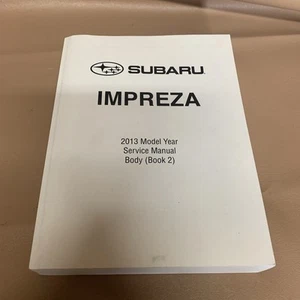 SUBARU
IMPREZA
2013 Model Year
Service Manual
Body (Book 2)